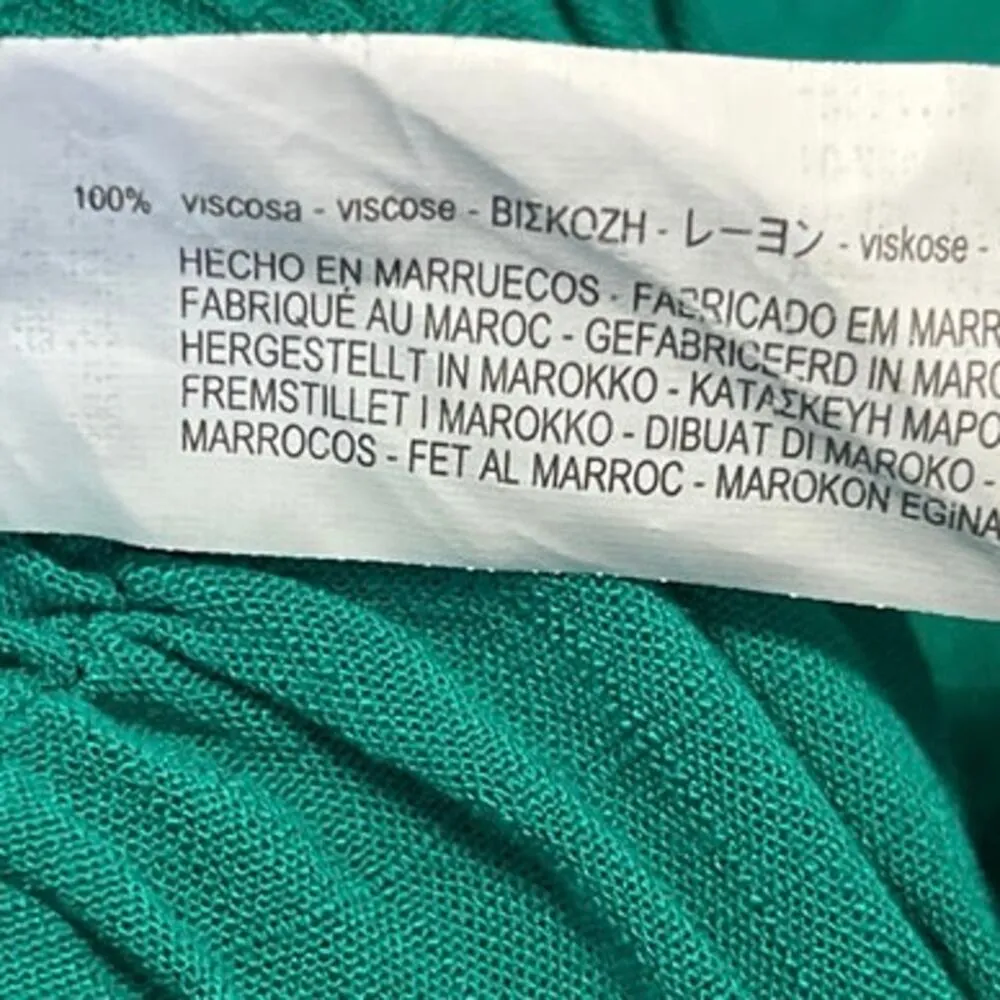 100% viscosa - viscose - ΒΙΣΚΟΖΗ - レーヨン - viskose -
HECHO EN MARRUECOS - FABRICADO EM MARR
FABRIQUÉ AU MAROC - GEFABRICEERD IN MARO
HERGESTELLT IN MAROKKO - ΚΑΤΑΣΚΕΥΗ ΜΑΡΟ
FREMSTILLET I MAROKKO - DIBUAT DI MAROKO -
MARROCOS - FET AL MARROC - MAROKON EGiNA